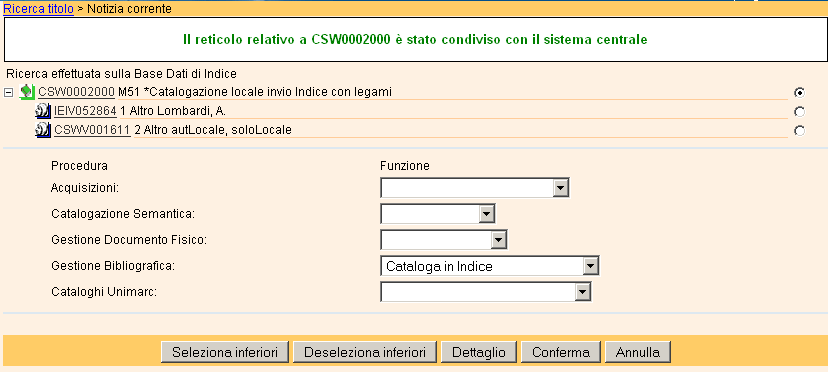 Ricerca titolo > Notizia corrente
Il reticolo relativo a CSW0002000 è stato condiviso con il sistema centrale
Ricerca effettuata sulla Base Dati di Indice
CSW0002000 M51 *Catalogazione locale invio Indice con legami
IEIV052864 1 Altro Lombardi, A.
CSWV001611 2 Altro autLocale, soloLocale
Procedura Funzione
Acquisizioni:
Catalogazione Semantica:
Gestione Documento Fisico:
Gestione Bibliografica: Cataloga in Indice
Cataloghi Unimarc:
Seleziona inferiori Deseleziona inferiori Dettaglio Conferma Annulla